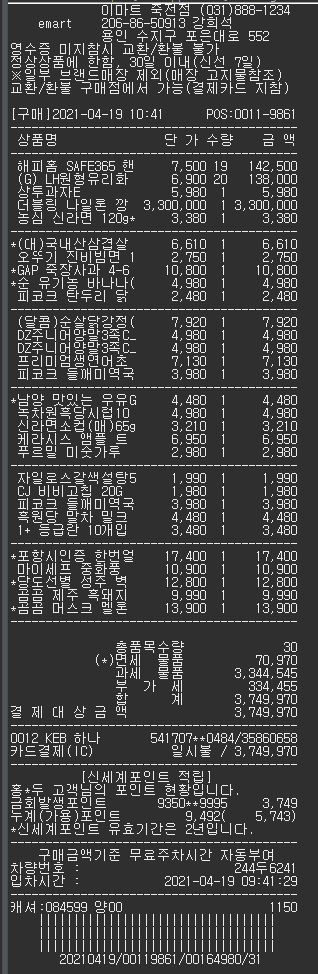 이마트 죽전점 (031)888-1234
emart 206-86-50913 강희석
용인 수지구 포은대로 552
영수증 미지참시 교환/환불 불가
정상상품에 한함, 30일 이내(신선 7일)
※일부 브랜드매장 제외(매장 고지물참조)
교환/환불 구매점에서 가능(결제카드 지참)
[구매]2021-04-19 10:41 POS:0011-9861
상품명 단 가 수량 금 액
해피홈 SAFE365 핸 7,500 19 142,500
(G) LH원형유리화 6,900 20 138,000
상투과자E 5,980 1 5,980
더블링 나일론 깡 3,300,000 1 3,300,000
농심 신라면 120g* 3,380 1 3,380
*(대)국내산삼겹살 6,610 1 6,610
오뚜기 진비빔면 1 2,750 1 2,750
*GAP 죽장사과 4-6 10,800 1 10,800
*순 유기농 바나나( 4,980 1 4,980
피코크 탄두리 닭 2,480 1 2,480
(달콤)순살닭강정( 7,920 1 7,920
DZ주니어양말3족C_ 4,980 1 4,980
DZ주니어양말3족C_ 4,980 1 4,980
프리미엄생연어초 7,130 1 7,130
피코크 들깨미역국 3,980 1 3,980
*남양 맛있는 우유G 4,980 1 4,980
녹차원흑당시럽10 4,980 1 4,980
신라면소컵(매)65g 3,210 1 3,210
케라시스 앰플 트 6,950 1 6,950
푸르밀 미숫가루 2,980 1 2,980
자일로스갈색설탕5 1,990 1 1,990
CJ 비비고칩 20G 1,980 1 1,980
피코크 들깨미역국 3,980 1 3,980
흑원당 말차 밀크 4,480 1 4,480
1+ 등급란 10개입 3,480 1 3,480
*포항시인증 한번얼 17,400 1 17,400
마이셰프 중화풍 10,900 1 10,900
*당도선별 성주 벽 12,800 1 12,800
곰곰 제주 흑돼지 9,990 1 9,990
*곰곰 머스크 멜론 13,900 1 13,900
총품목수량 30
(*)면세 물품 70,970
과세 물품 3,344,545
부 가 세 334,455
합 계 3,749,970
결 제 대 상 금 액 3,749,970
0012 KEB 하나 541707**0484/35860658
카드결제(IC) 일시불 / 3,749,970
[신세계포인트 적립]
홍*두 고객님의 포인트 현황입니다.
금회발생포인트 9350**9995 3,749
누계(가용)포인트 9,492( 5,743)
*신세계포인트 유효기간은 2년입니다.
구매금액기준 무료주차시간 자동부여
차량번호 : 244두6241
입차시간 : 2021-04-19 09:41:29
캐셔:084599 양00 1150
20210419/00119861/00164980/31